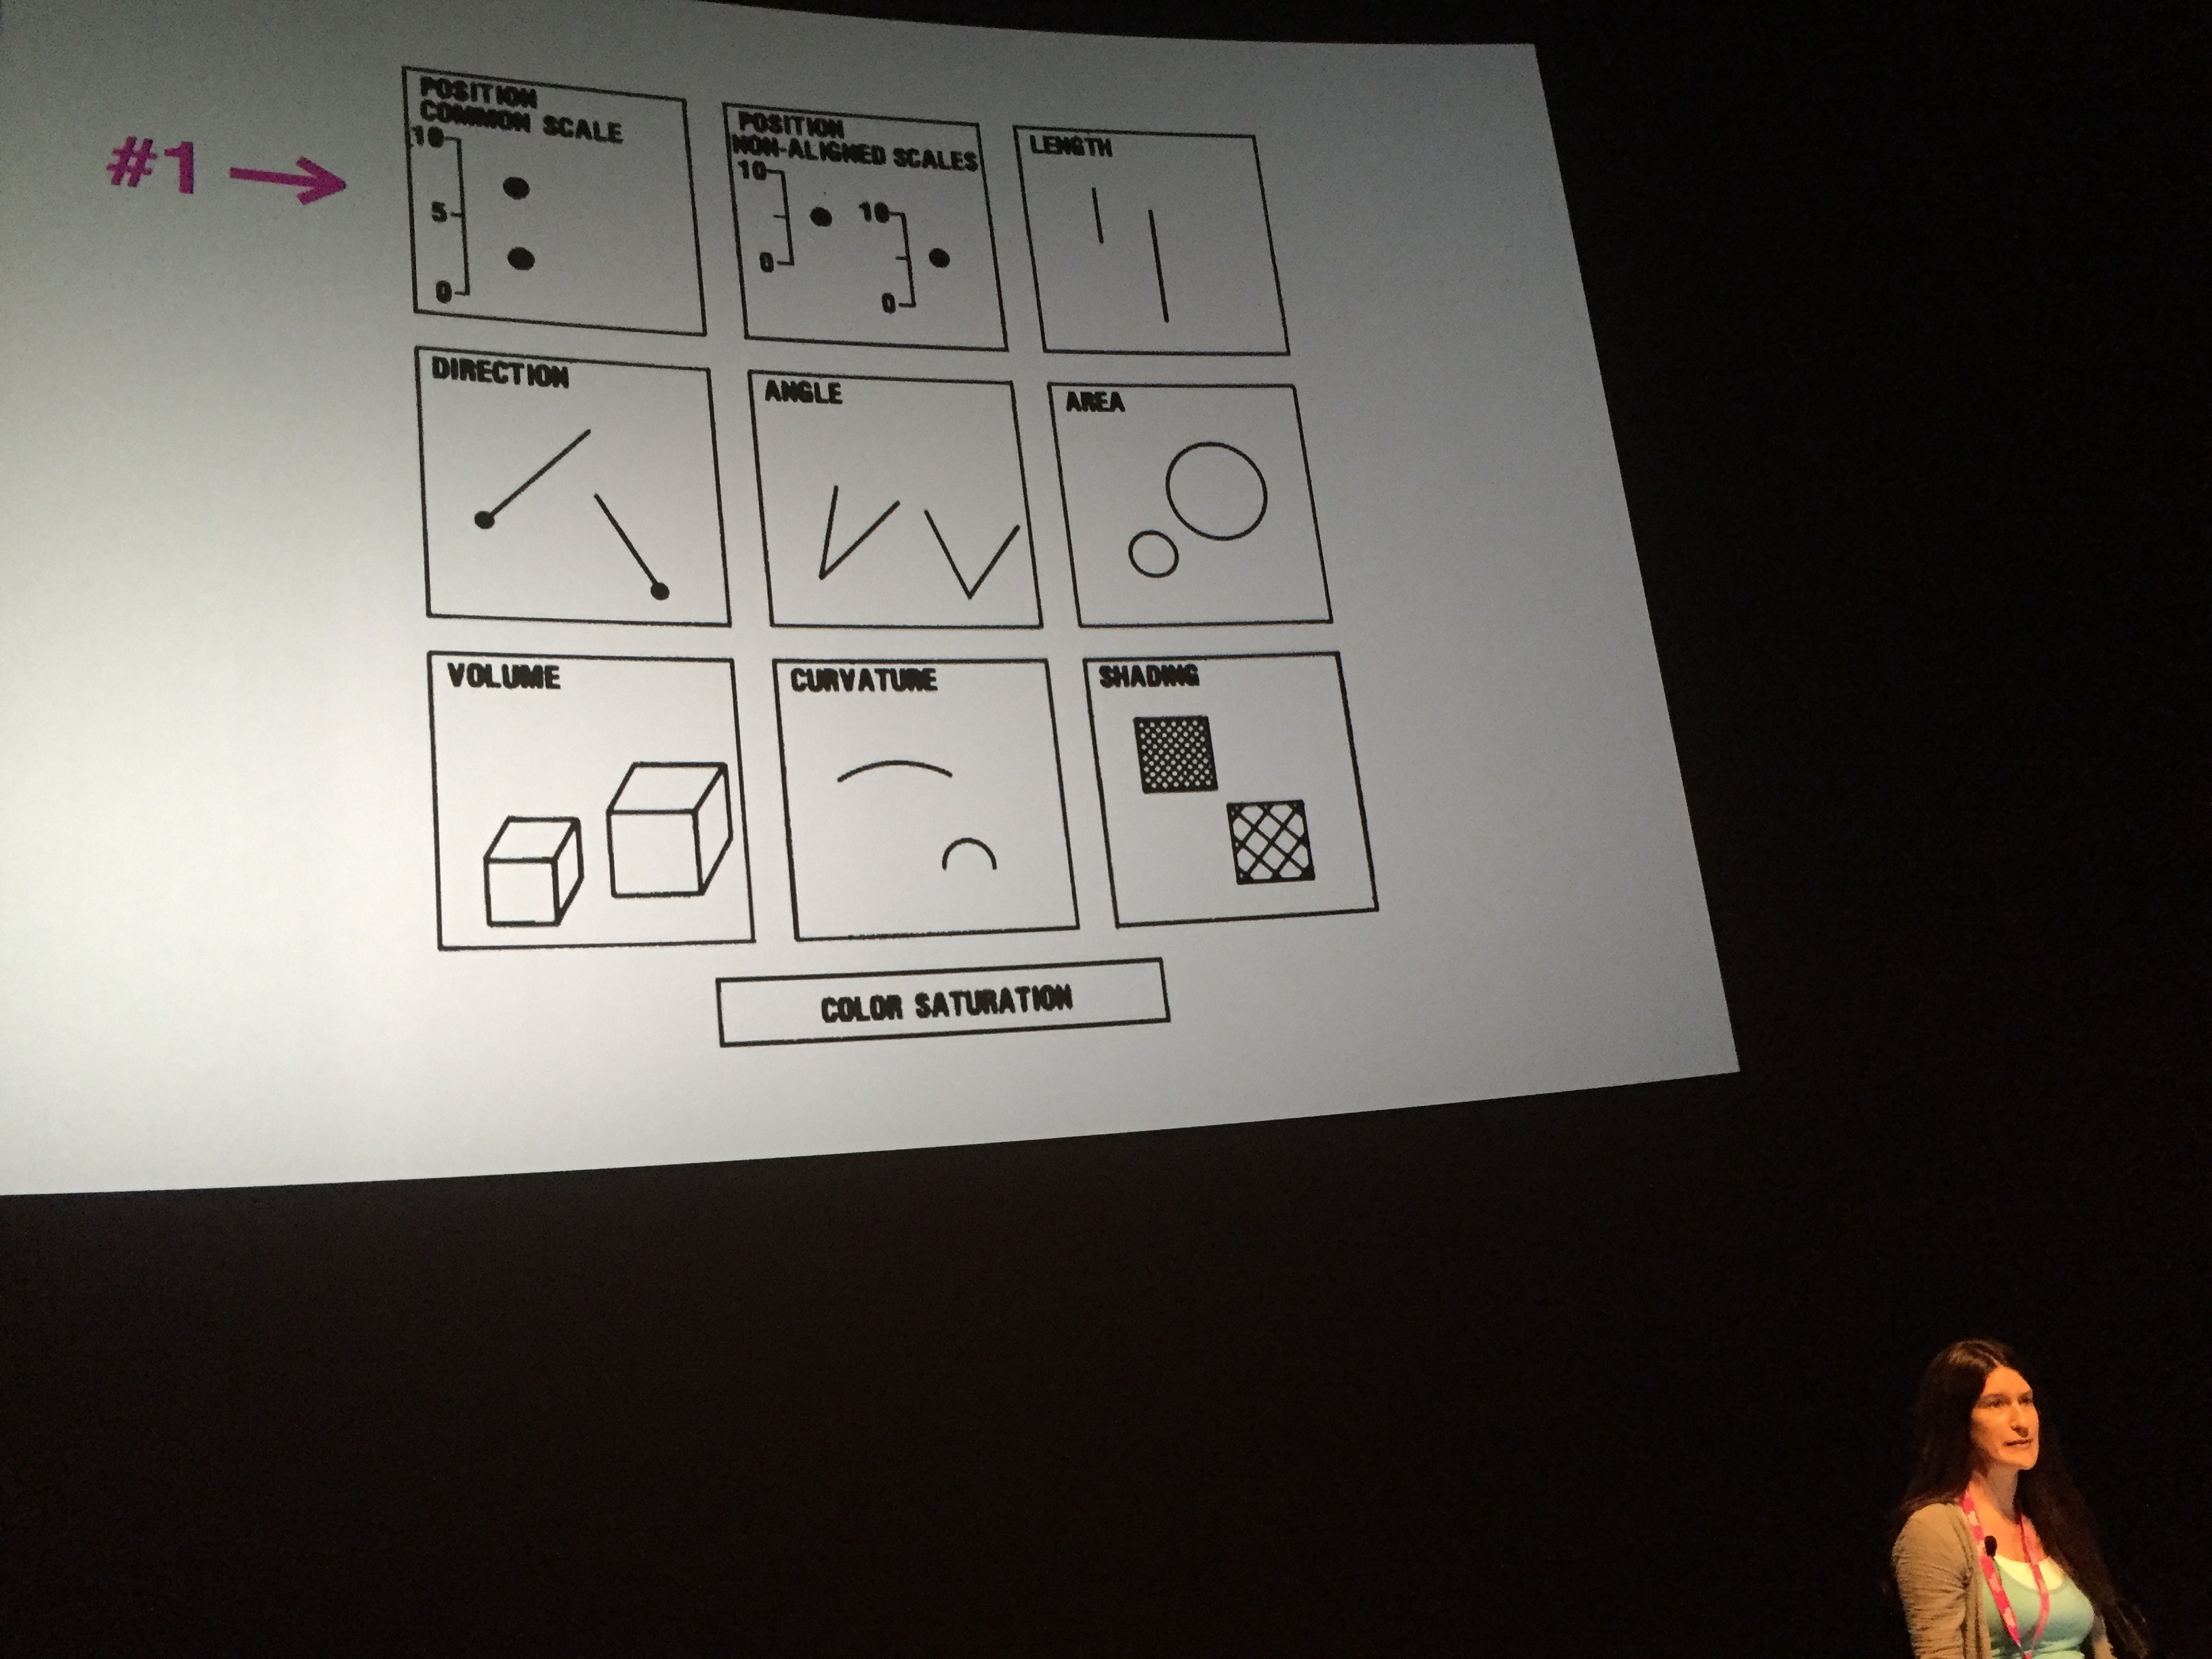 #1
POSITION
COMMON SCALE
10
5
0
POSITION
NON-ALIGNED SCALES
10
0
10
0
LENGTH
DIRECTION
ANGLE
AREA
VOLUME
CURVATURE
SHADING
COLOR SATURATION